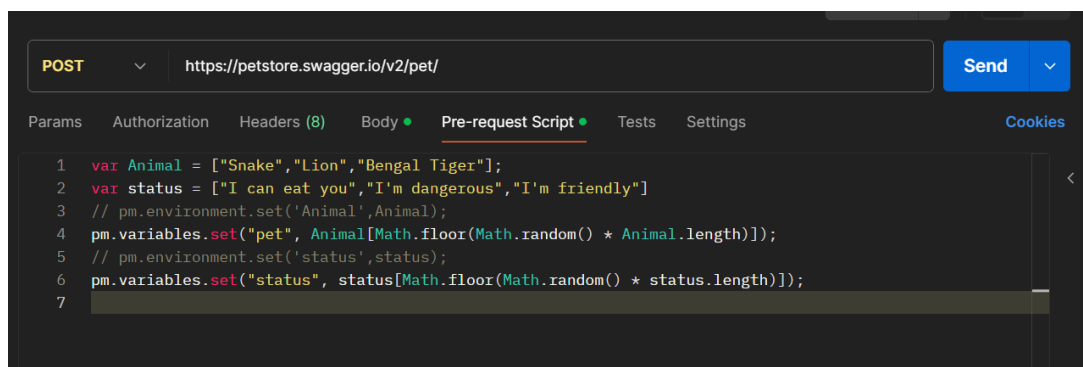 POST https://petstore.swagger.io/v2/pet/ Send
Params Authorization Headers (8) Body Pre-request Script Tests Settings Cookies
1 var Animal = ["Snake","Lion","Bengal Tiger"];
2 var status = ["I can eat you","I'm dangerous","I'm friendly"]
3 // pm.environment.set('Animal',Animal);
4 pm.variables.set("pet", Animal[Math.floor(Math.random() * Animal.length)]);
5 // pm.environment.set('status',status);
6 pm.variables.set("status", status[Math.floor(Math.random() * status.length)]);
7